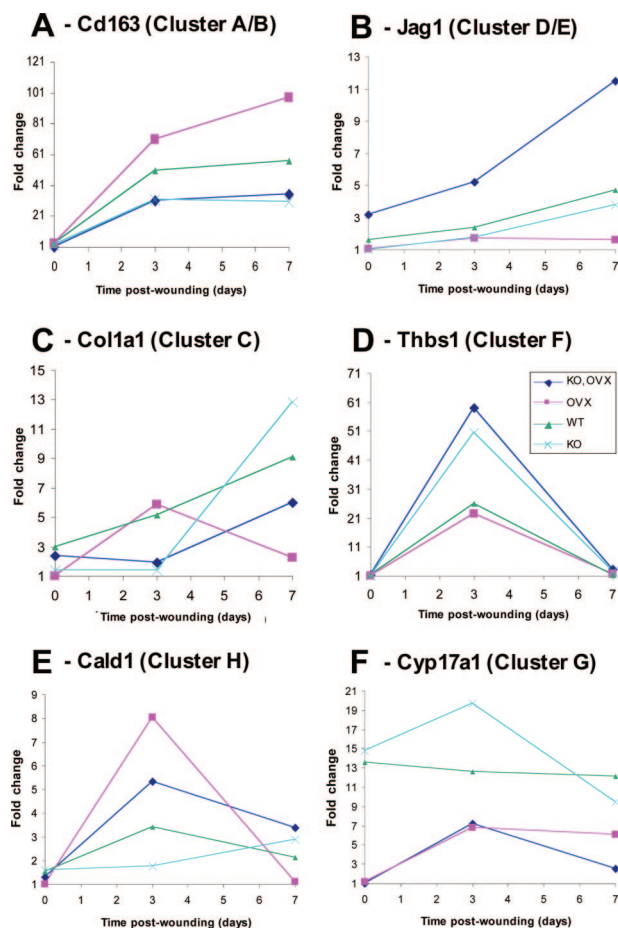 A - Cd163 (Cluster A/B)
121
101
81
61
41
21
1
Fold change
0 1 2 3 4 5 6 7
Time post-wounding (days)
B - Jag1 (Cluster D/E)
13
11
9
7
5
3
1
Fold change
0 1 2 3 4 5 6 7
Time post-wounding (days)
C - Col1a1 (Cluster C)
15
13
11
9
7
5
3
1
Fold change
0 1 2 3 4 5 6 7
Time post-wounding (days)
D - Thbs1 (Cluster F)
71
61
51
41
31
21
11
1
Fold change
KO, OVX
OVX
WT
KO
0 1 2 3 4 5 6 7
Time post-wounding (days)
E - Cald1 (Cluster H)
9
8
7
6
5
4
3
2
1
Fold change
0 1 2 3 4 5 6 7
Time post-wounding (days)
F - Cyp17a1 (Cluster G)
21
19
17
15
13
11
9
7
5
3
1
Fold change
0 1 2 3 4 5 6 7
Time post-wounding (days)